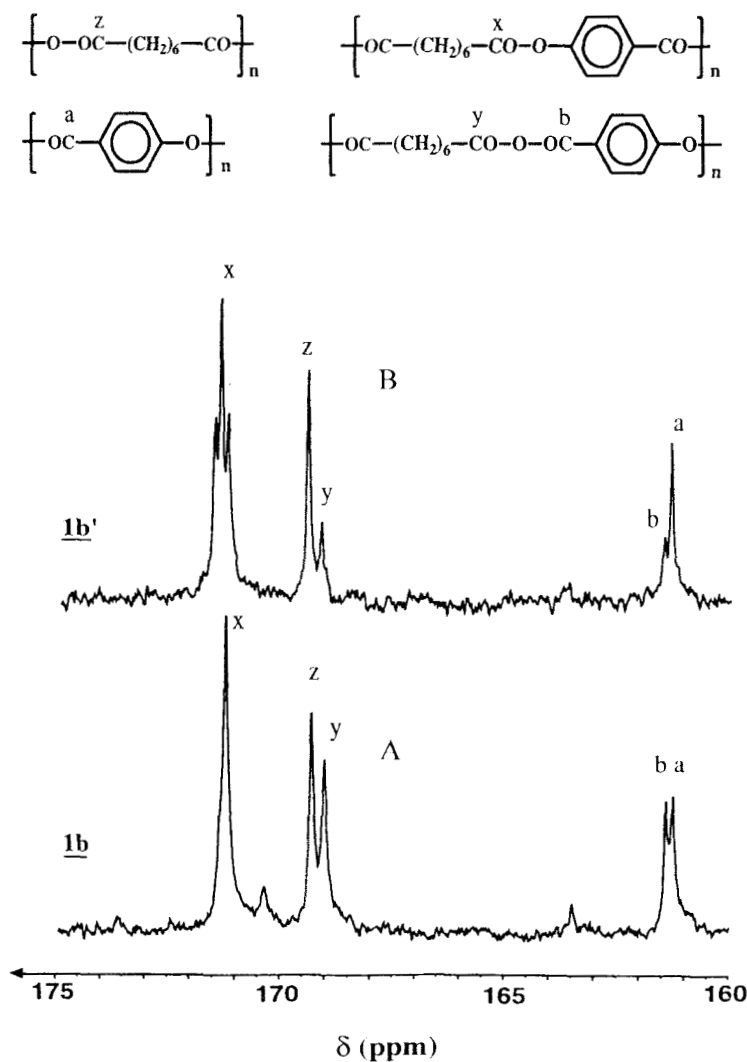 z
[O-OC-(CH2)6-CO]n
x
[OC-(CH2)6-CO-O-CO]n
a
[OC-O]n
y b
[OC-(CH2)6-CO-O-OC-O]n
x
z
B
a
y
b
1b'
x
z
y
A
b a
1b
175 170 165 160
δ (ppm)